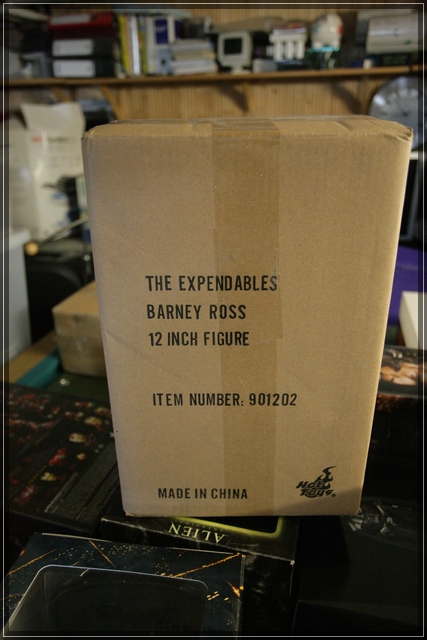 THE EXPENDABLES
BARNEY ROSS
12 INCH FIGURE
ITEM NUMBER: 901202
MADE IN CHINA
Hot
Toys
ALIEN